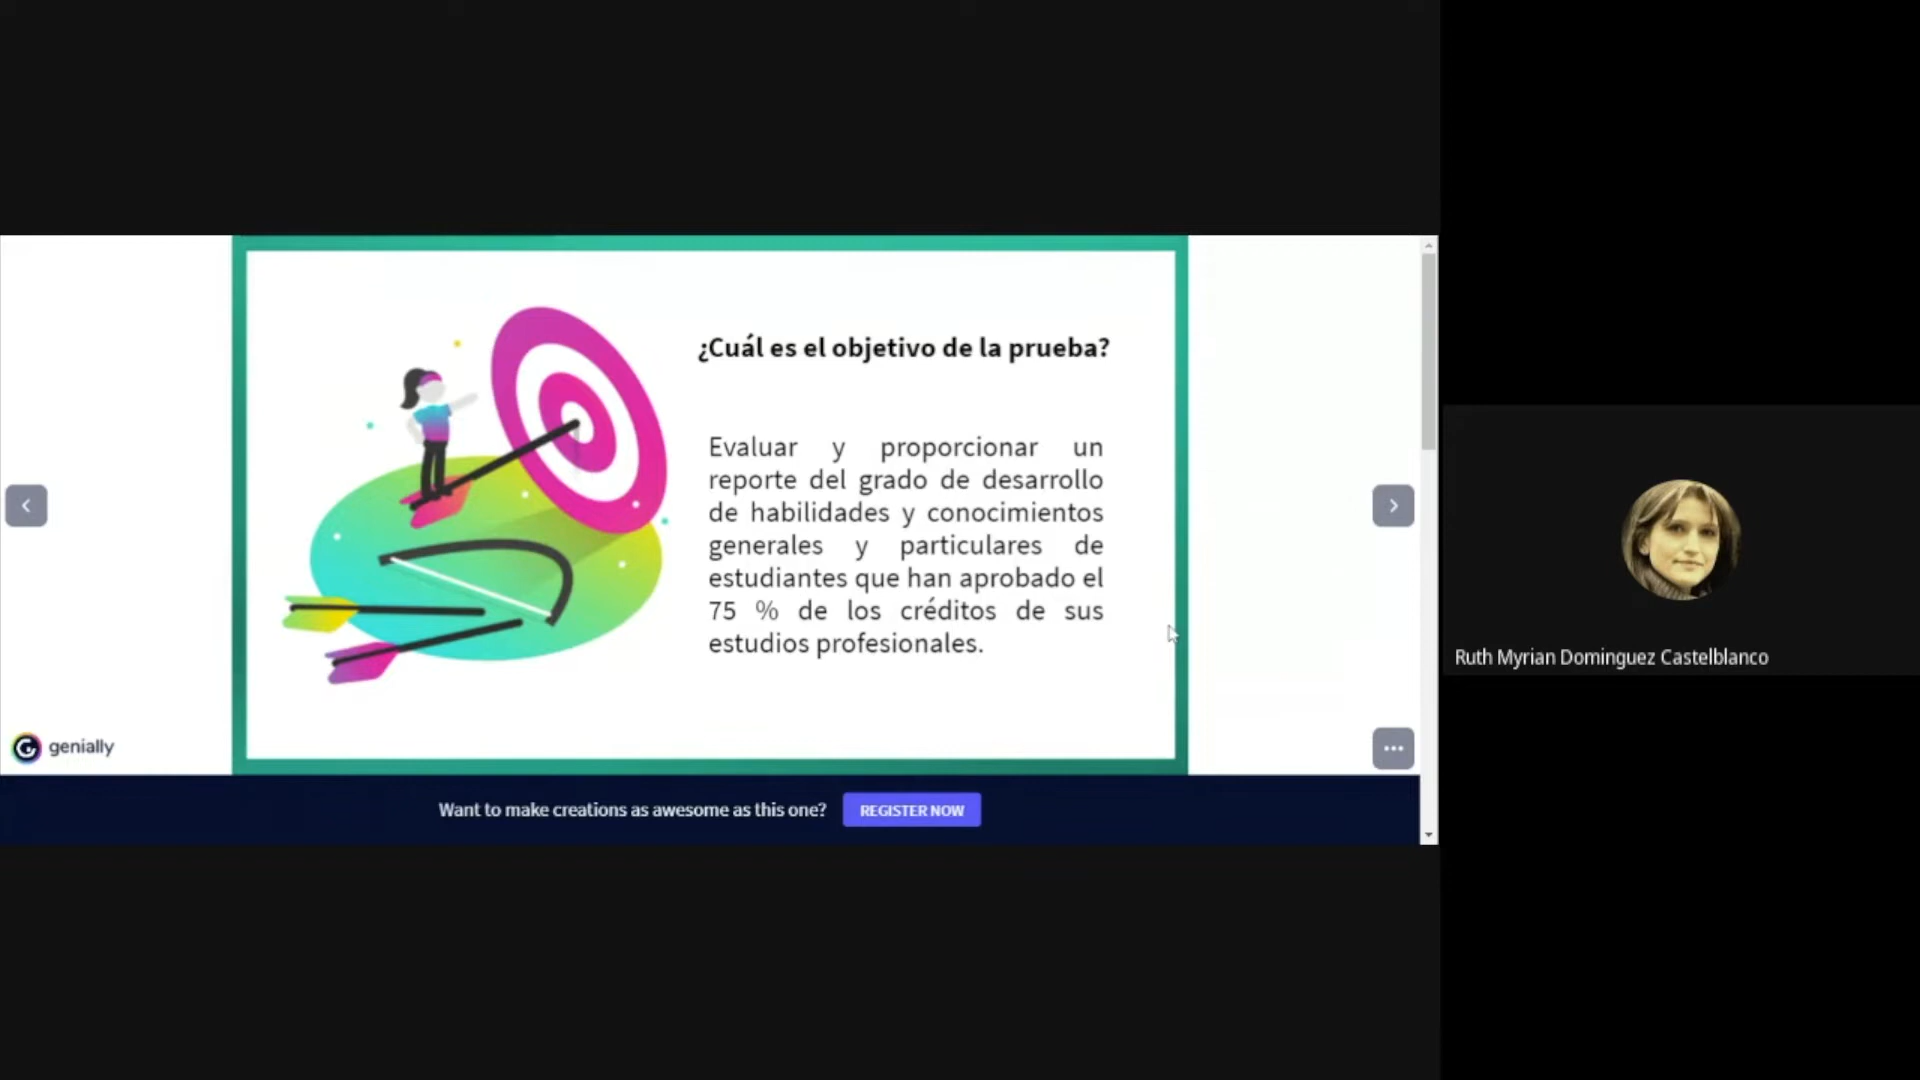 ¿Cuál es el objetivo de la prueba?
Evaluar y proporcionar un
reporte del grado de desarrollo
de habilidades y conocimientos
generales y particulares de
estudiantes que han aprobado el
75 % de los créditos de sus
estudios profesionales.
genially
Want to make creations as awesome as this one?
REGISTER NOW
Ruth Myrian Dominguez Castelblanco